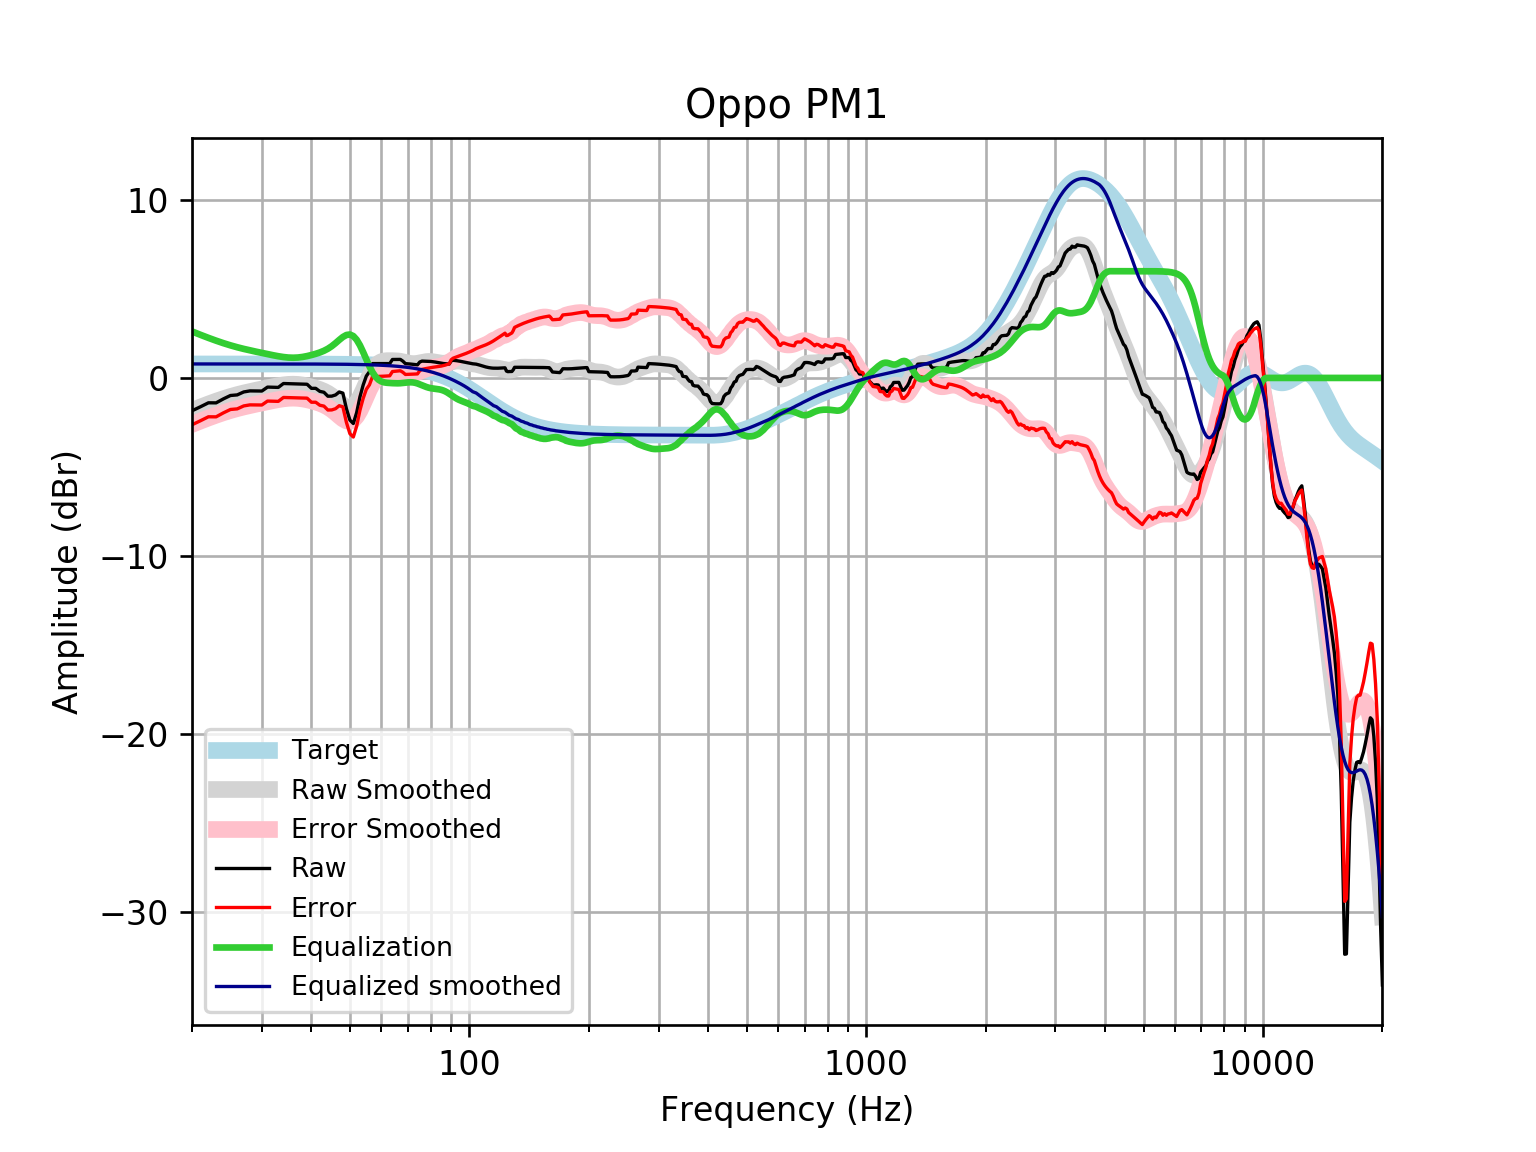 Oppo PM1
10
0
−10
−20
−30
Amplitude (dBr)
Target
Raw Smoothed
Error Smoothed
Raw
Error
Equalization
Equalized smoothed
100
1000
10000
Frequency (Hz)